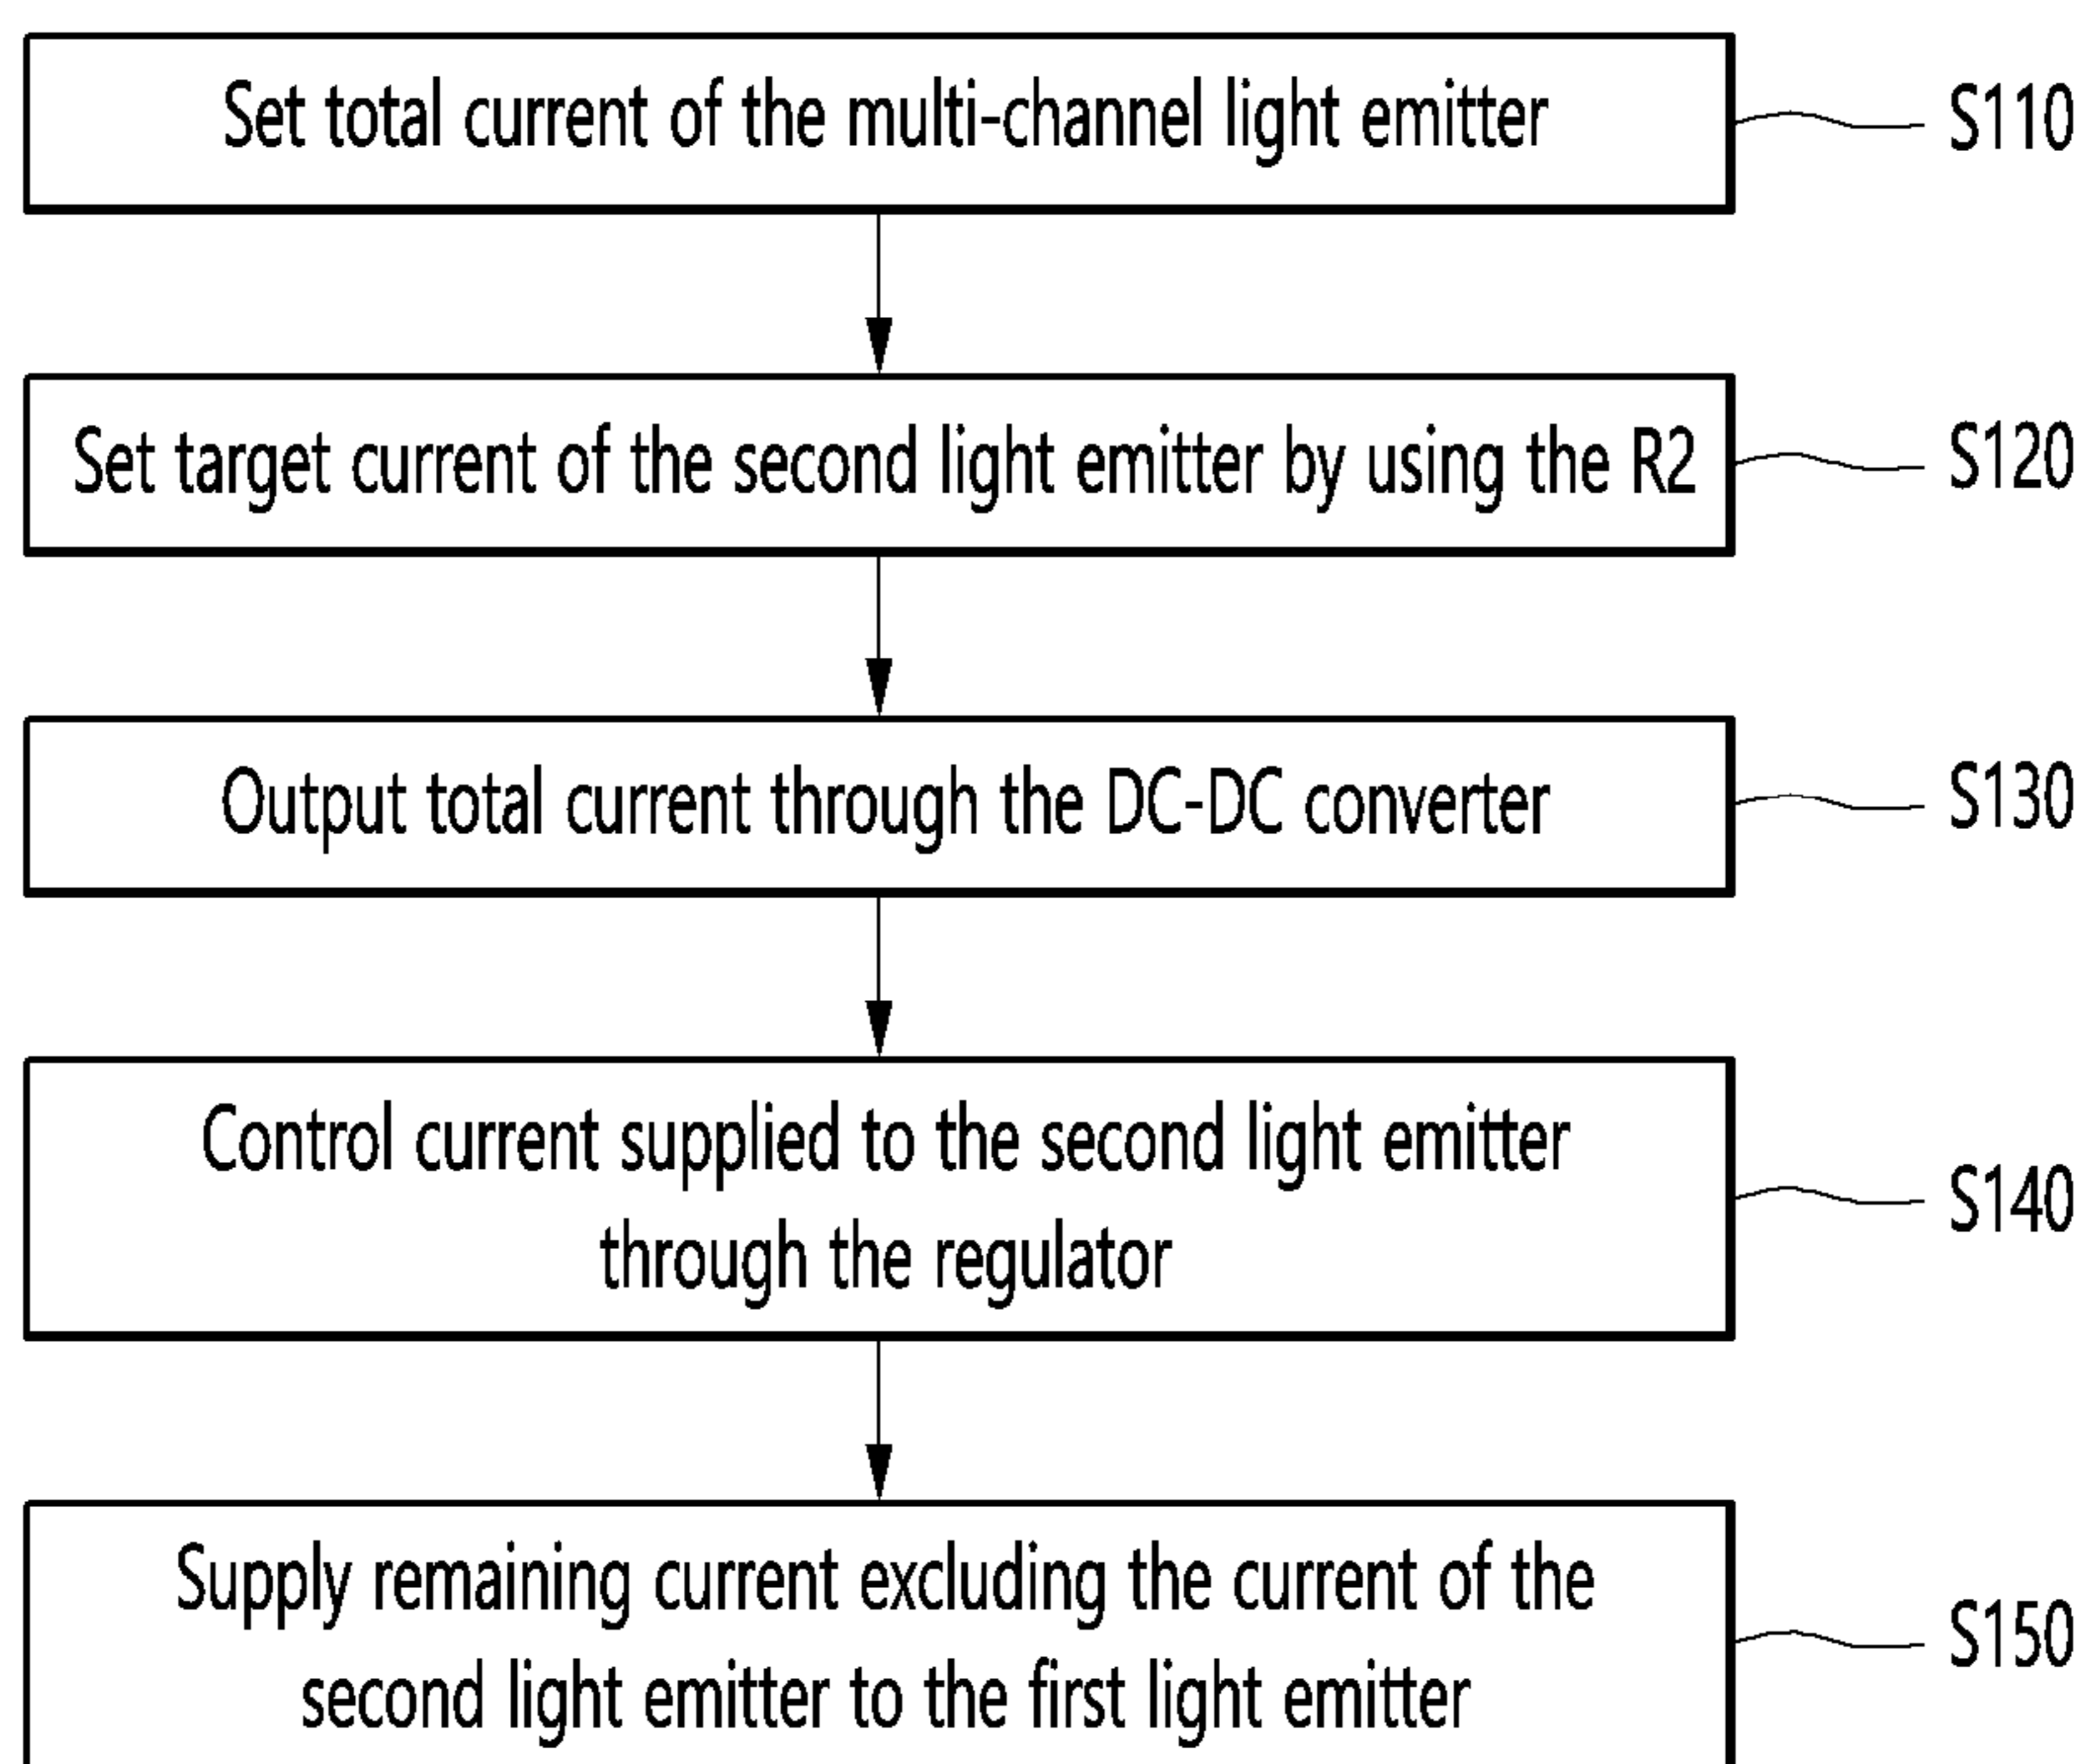 Set total current of the multi-channel light emitter
S110
Set target current of the second light emitter by using the R2
S120
Output total current through the DC-DC converter
S130
Control current supplied to the second light emitter
through the regulator
S140
Supply remaining current excluding the current of the
second light emitter to the first light emitter
S150